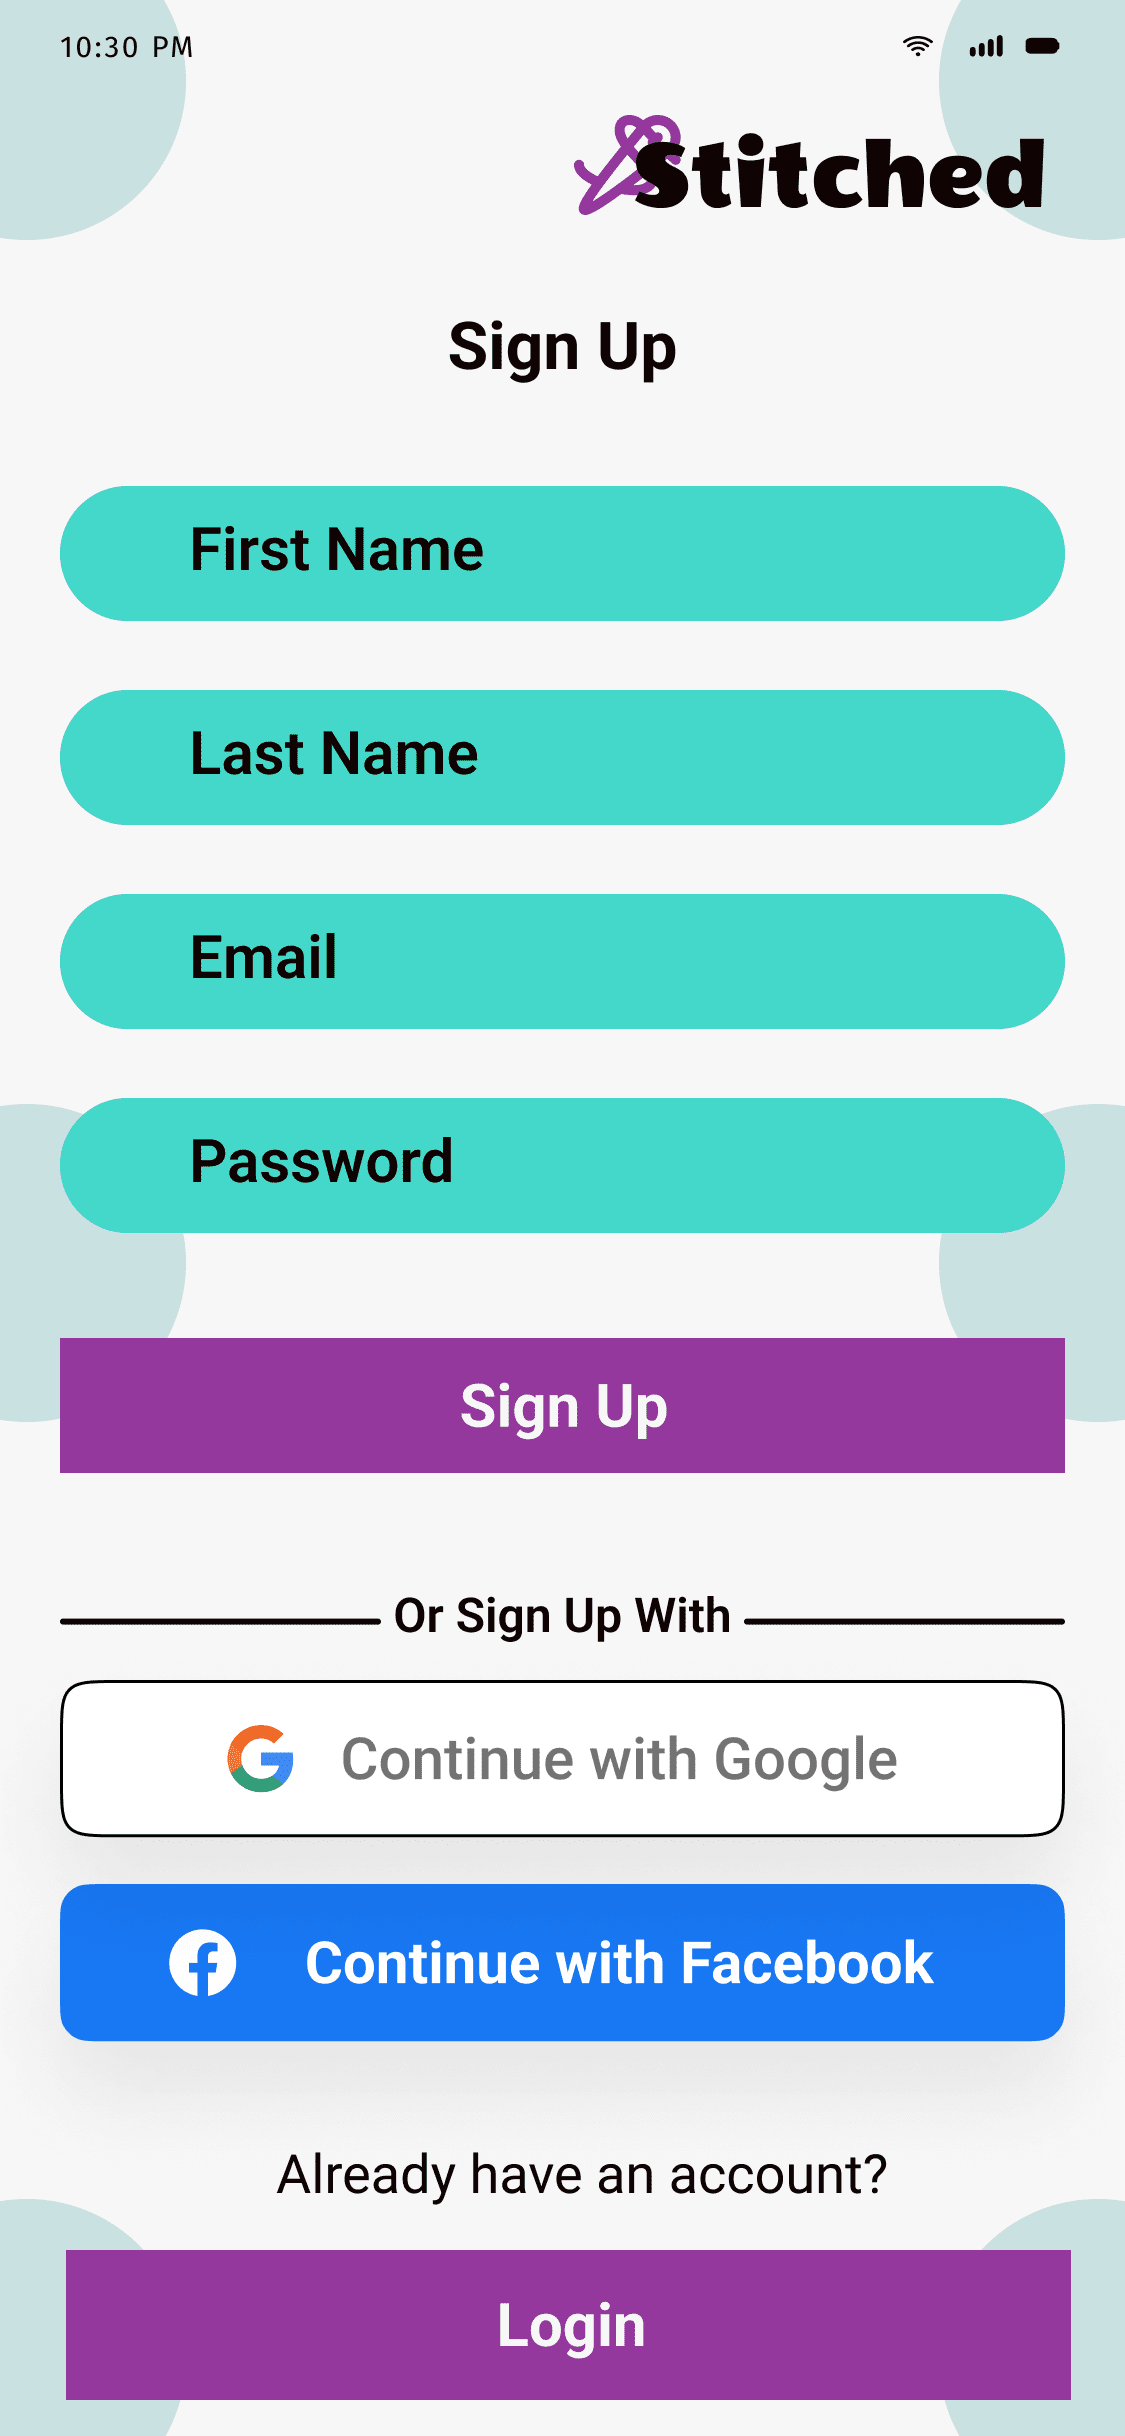 10:30 PM
Stitched
Sign Up
First Name
Last Name
Email
Password
Sign Up
Or Sign Up With
Continue with Google
Continue with Facebook
Already have an account?
Login